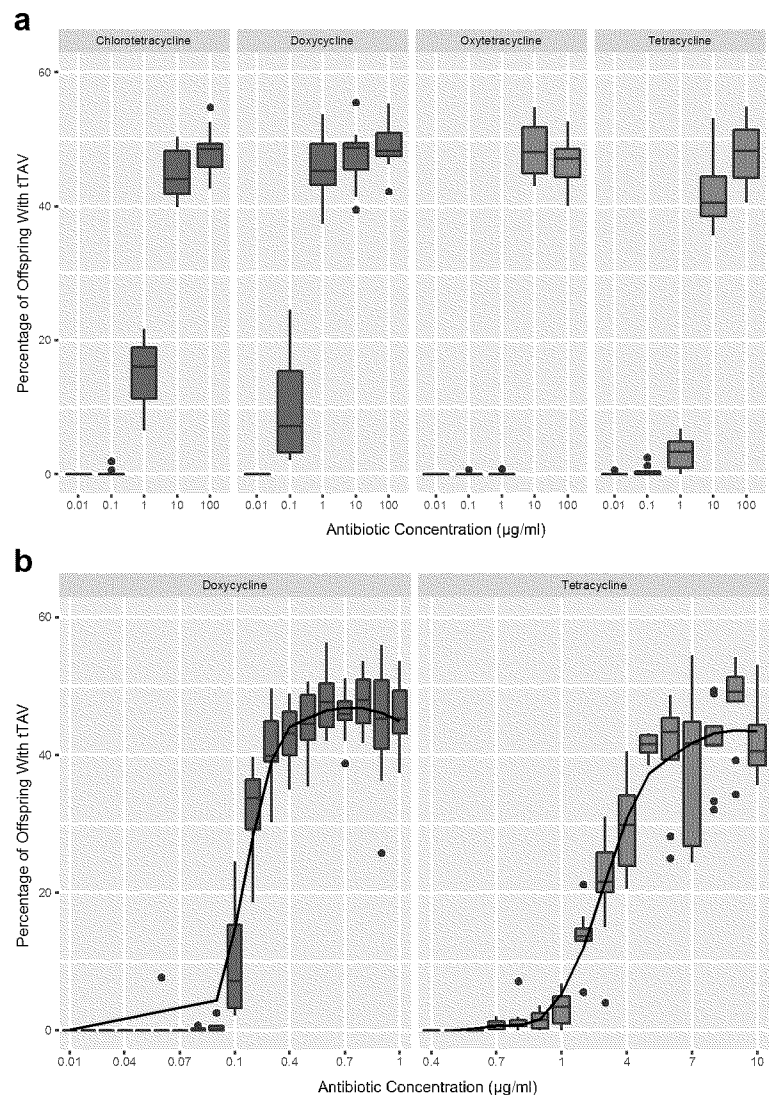 a
Chlorotetracycline Doxycycline Oxytetracycline Tetracycline
Percentage of Offspring With tTAV
60
40
20
0
0.01 0.1 1 10 100 0.01 0.1 1 10 100 0.01 0.1 1 10 100 0.01 0.1 1 10 100
Antibiotic Concentration (µg/ml)
b
Doxycycline Tetracycline
Percentage of Offspring With tTAV
60
40
20
0
0.01 0.04 0.07 0.1 0.4 0.7 1 0.4 0.7 1 4 7 10
Antibiotic Concentration (µg/ml)